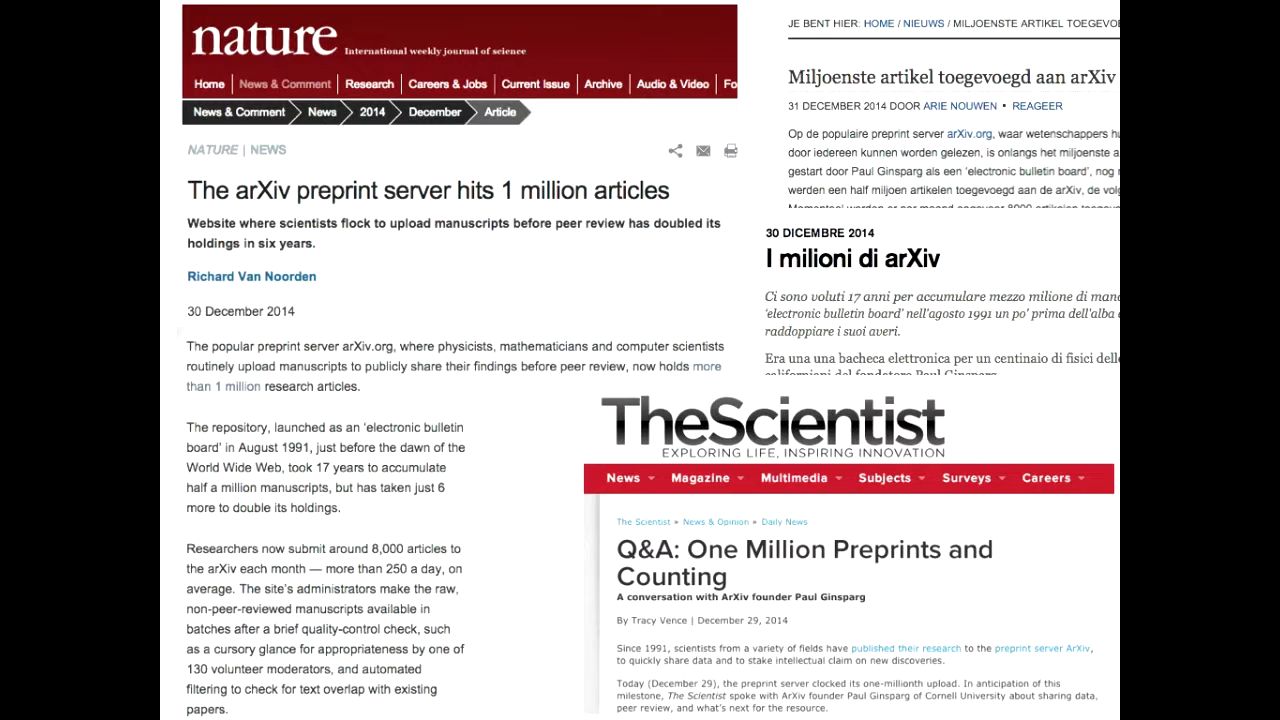 nature International weekly journal of science
Home News & Comment Research Careers & Jobs Current Issue Archive Audio & Video Fo
News & Comment News 2014 December Article
NATURE | NEWS
The arXiv preprint server hits 1 million articles
Website where scientists flock to upload manuscripts before peer review has doubled its
holdings in six years.
Richard Van Noorden
30 December 2014
The popular preprint server arXiv.org, where physicists, mathematicians and computer scientists
routinely upload manuscripts to publicly share their findings before peer review, now holds more
than 1 million research articles.
The repository, launched as an 'electronic bulletin
board' in August 1991, just before the dawn of the
World Wide Web, took 17 years to accumulate
half a million manuscripts, but has taken just 6
more to double its holdings.
Researchers now submit around 8,000 articles to
the arXiv each month — more than 250 a day, on
average. The site's administrators make the raw,
non-peer-reviewed manuscripts available in
batches after a brief quality-control check, such
as a cursory glance for appropriateness by one of
130 volunteer moderators, and automated
filtering to check for text overlap with existing
papers.
JE BENT HIER: HOME / NIEUWS / MILJOENSTE ARTIKEL TOEGEVOE
Miljoenste artikel toegevoegd aan arXiv
31 DECEMBER 2014 DOOR ARIE NOUWEN • REAGEER
Op de populaire preprint server arXiv.org, waar wetenschappers hu
door iedereen kunnen worden gelezen, is onlangs het miljoenste a
gestart door Paul Ginsparg als een 'electronic bulletin board', nog
werden een half miljoen artikelen toegevoegd aan de arXiv, de volg
30 DICEMBRE 2014
I milioni di arXiv
Ci sono voluti 17 anni per accumulare mezzo milione di mano
'electronic bulletin board' nell'agosto 1991 un po' prima dell'alba
raddoppiare i suoi averi.
Era una una bacheca elettronica per un centinaio di fisici delle
californiani del fondatore Paul Ginsparg
TheScientist
EXPLORING LIFE, INSPIRING INNOVATION
News Magazine Multimedia Subjects Surveys Careers
The Scientist » News & Opinion » Daily News
Q&A: One Million Preprints and
Counting
A conversation with ArXiv founder Paul Ginsparg
By Tracy Vence | December 29, 2014
Since 1991, scientists from a variety of fields have published their research to the preprint server ArXiv,
to quickly share data and to stake intellectual claim on new discoveries.
Today (December 29), the preprint server clocked its one-millionth upload. In anticipation of this
milestone, The Scientist spoke with ArXiv founder Paul Ginsparg of Cornell University about sharing data,
peer review, and what's next for the resource.